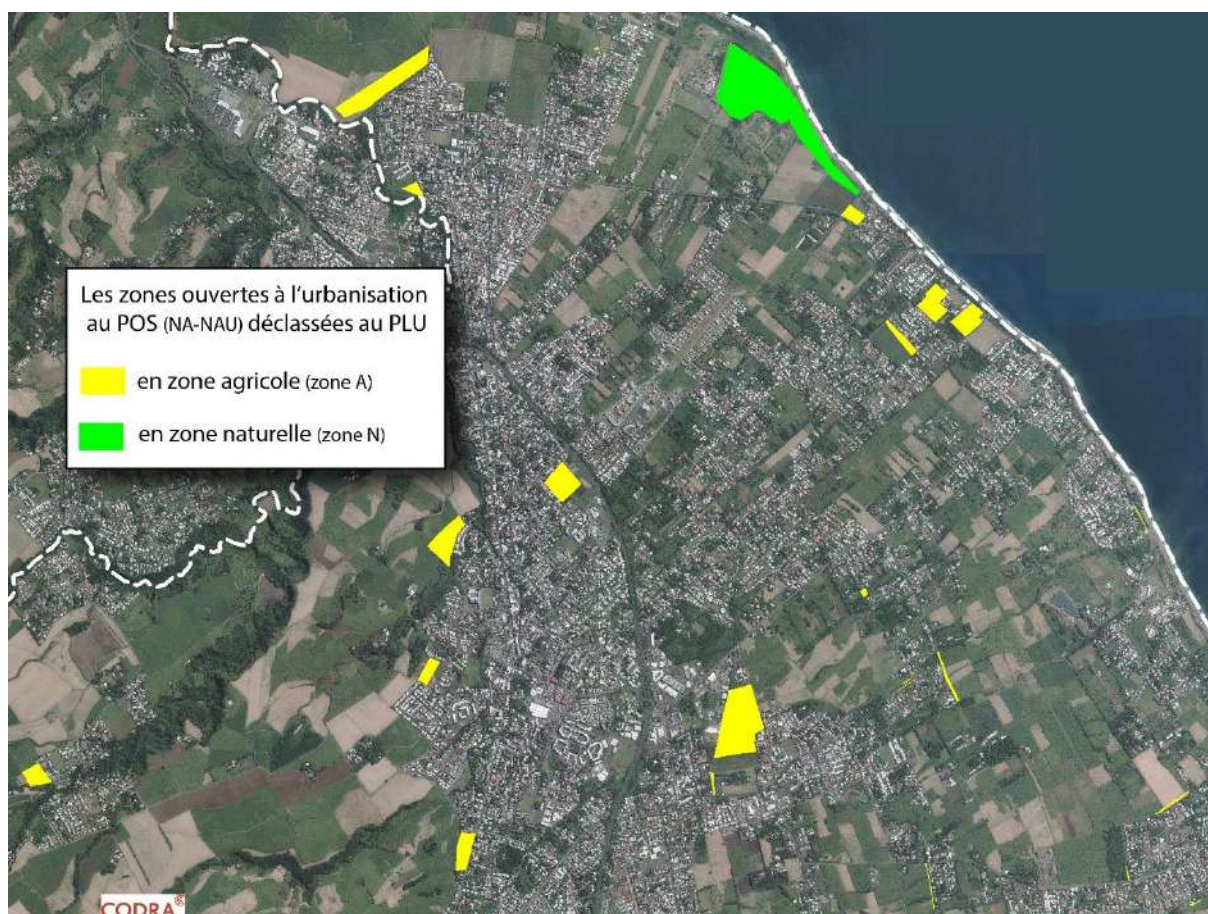 Les zones ouvertes à l'urbanisation
au POS (NA-NAU) déclassées au PLU
en zone agricole (zone A)
en zone naturelle (zone N)
CODRA